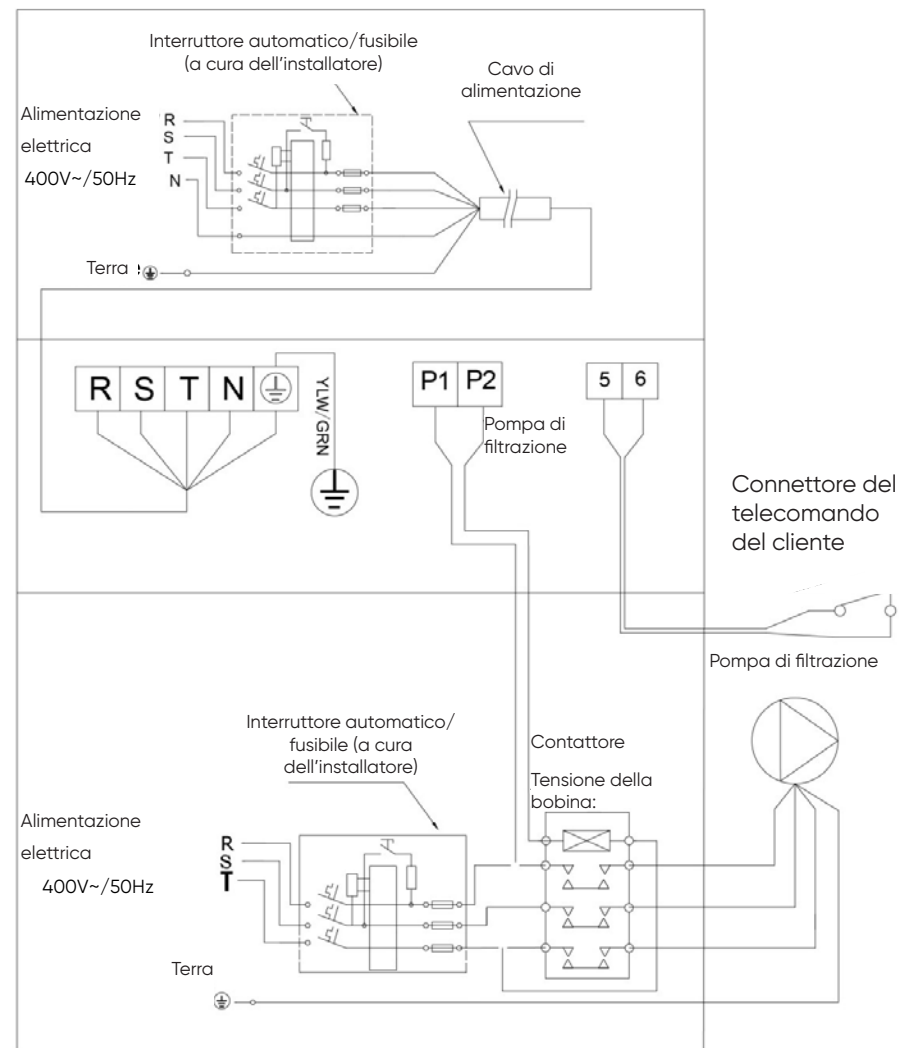 Interruttore automatico/fusibile
(a cura dell'installatore)
Cavo di
alimentazione
Alimentazione
elettrica
400V~/50Hz
R
S
T
N
Terra
R S T N
YLW/GRN
P1 P2
Pompa di
filtrazione
5 6
Connettore del
telecomando
del cliente
Pompa di filtrazione
Interruttore automatico/
fusibile (a cura
dell'installatore)
Contattore
Tensione della
bobina:
Alimentazione
elettrica
400V~/50Hz
R
S
T
Terra